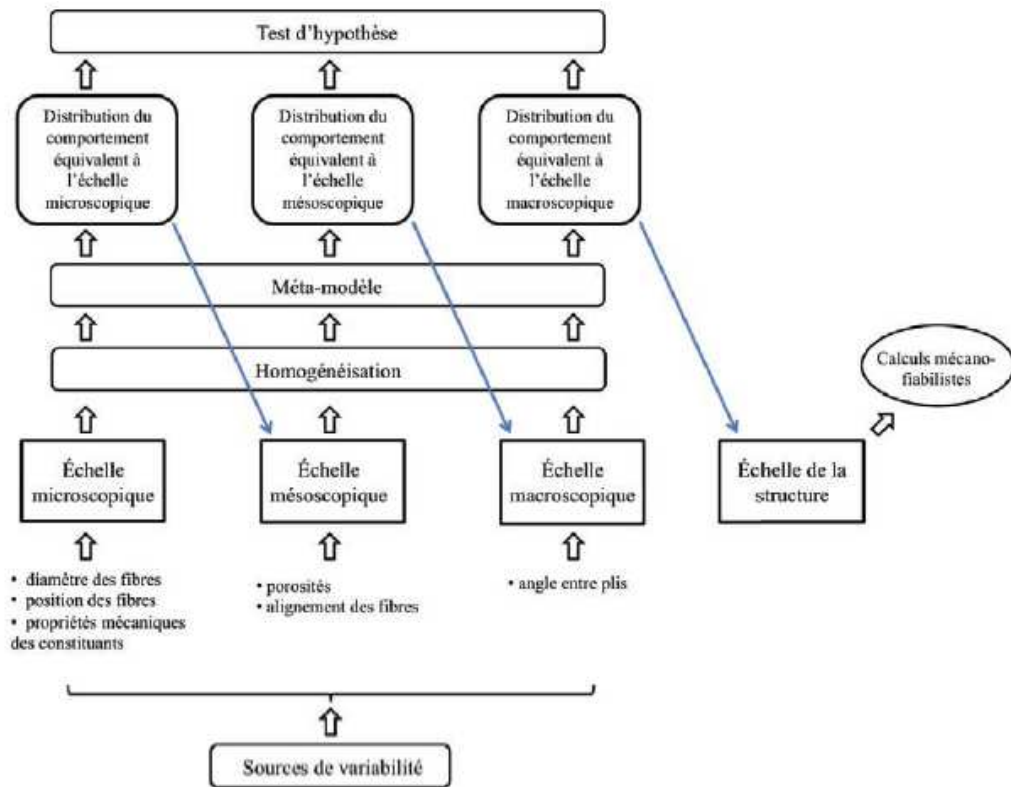 Test d'hypothèse
Distribution du
comportement
équivalent à
l'échelle
microscopique
Distribution du
comportement
équivalent à
l'échelle
mésoscopique
Distribution du
comportement
équivalent à
l'échelle
macroscopique
Méta-modèle
Homogénéisation
Calculs mécano-
fiabilistes
Échelle
microscopique
Échelle
mésoscopique
Échelle
macroscopique
Échelle de la
structure
• diamètre des fibres
• position des fibres
• propriétés mécaniques
des constituants
• porosités
• alignement des fibres
• angle entre plis
Sources de variabilité